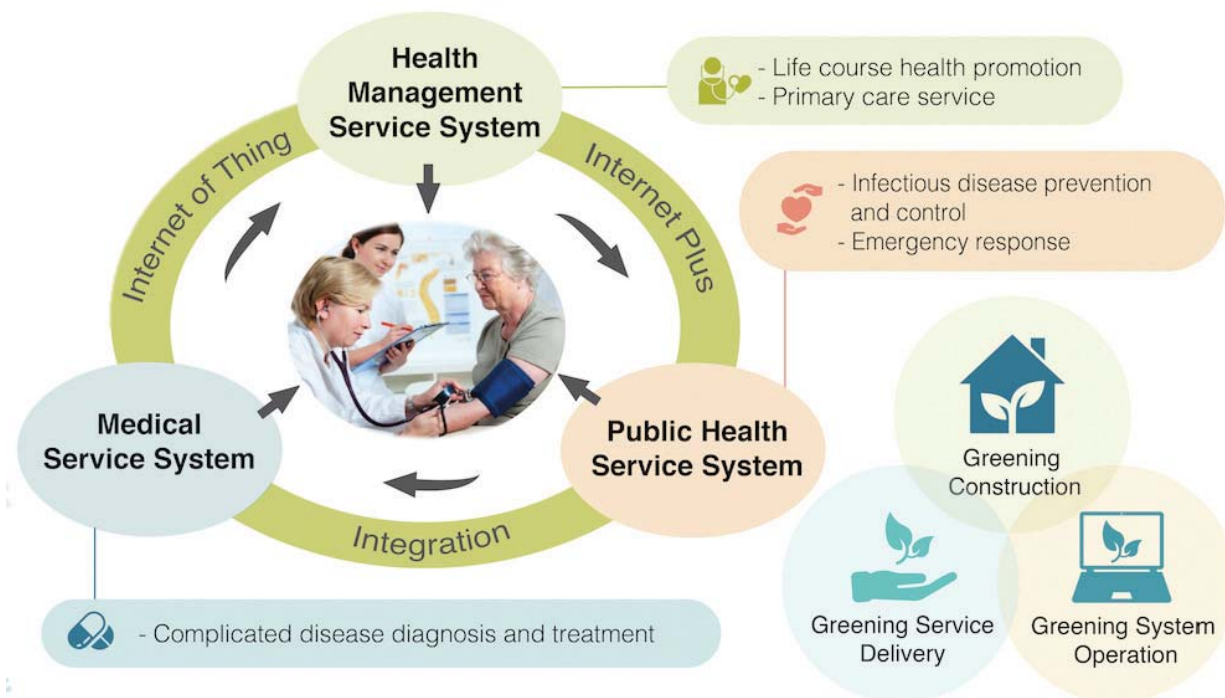 Health
Management
Service System
- Life course health promotion
- Primary care service
Internet of Thing
Internet Plus
- Infectious disease prevention
and control
- Emergency response
Medical
Service System
Public Health
Service System
Integration
- Complicated disease diagnosis and treatment
Greening
Construction
Greening Service
Delivery
Greening System
Operation